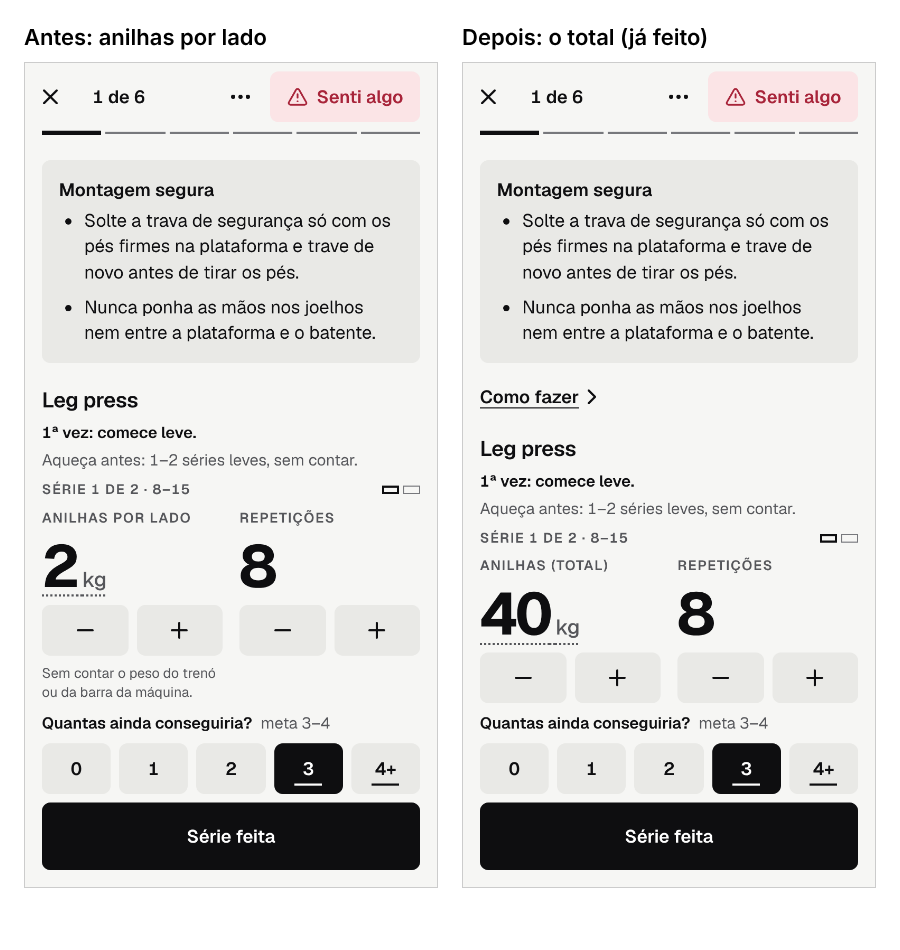 Antes: anilhas por lado
1 de 6
Senti algo
Montagem segura
• Solte a trava de segurança só com os
pés firmes na plataforma e trave de
novo antes de tirar os pés.
• Nunca ponha as mãos nos joelhos
nem entre a plataforma e o batente.
Leg press
1ª vez: comece leve.
Aqueça antes: 1–2 séries leves, sem contar.
SÉRIE 1 DE 2 · 8–15
ANILHAS POR LADO REPETIÇÕES
2 kg 8
− + − +
Sem contar o peso do trenó
ou da barra da máquina.
Quantas ainda conseguiria? meta 3–4
0 1 2 3 4+
Série feita
Depois: o total (já feito)
1 de 6
Senti algo
Montagem segura
• Solte a trava de segurança só com os
pés firmes na plataforma e trave de
novo antes de tirar os pés.
• Nunca ponha as mãos nos joelhos
nem entre a plataforma e o batente.
Como fazer
Leg press
1ª vez: comece leve.
Aqueça antes: 1–2 séries leves, sem contar.
SÉRIE 1 DE 2 · 8–15
ANILHAS (TOTAL) REPETIÇÕES
40 kg 8
− + − +
Quantas ainda conseguiria? meta 3–4
0 1 2 3 4+
Série feita